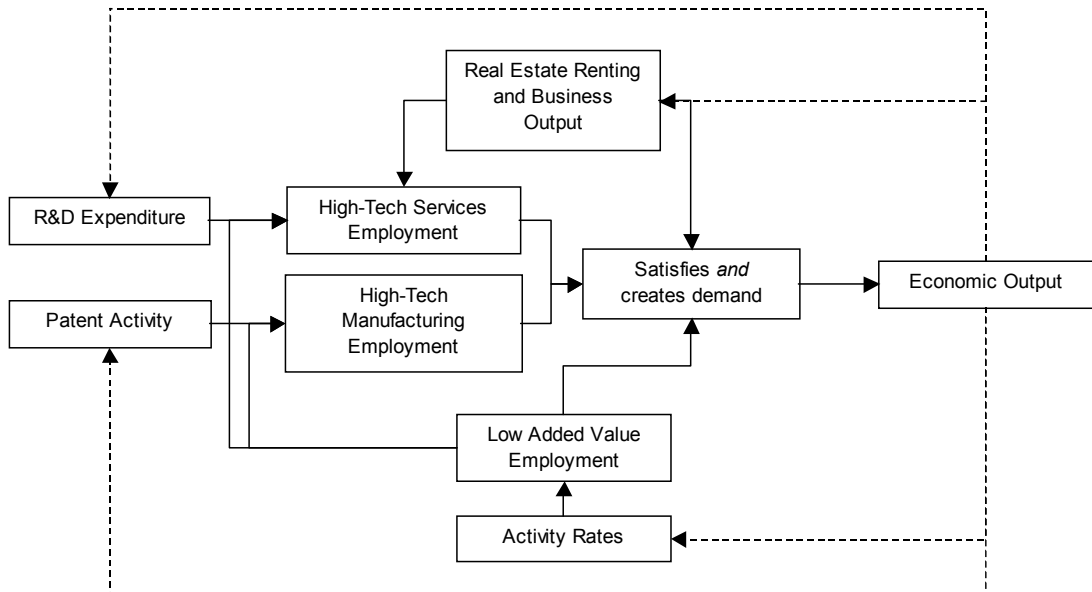 Real Estate Renting
and Business
Output
R&D Expenditure
High-Tech Services
Employment
Satisfies and
creates demand
Economic Output
Patent Activity
High-Tech
Manufacturing
Employment
Low Added Value
Employment
Activity Rates